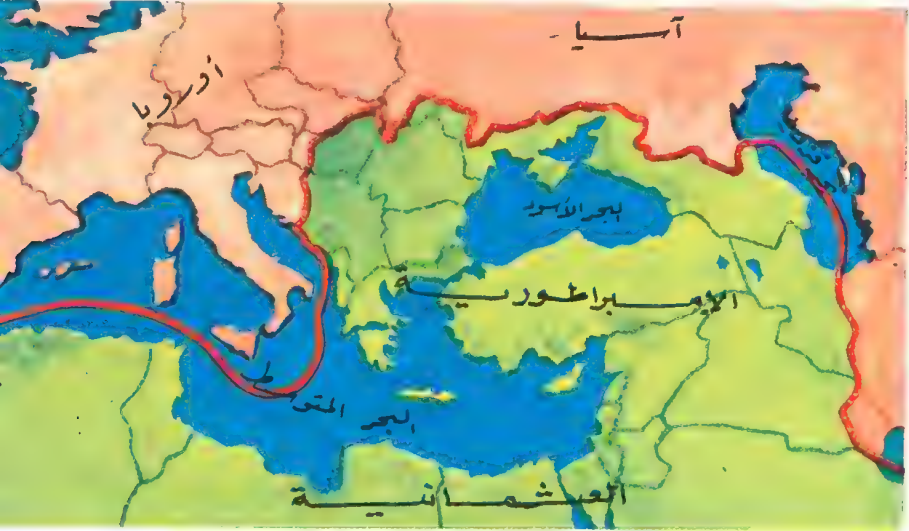 آسيا
أوروبا
البحر الأسود
الإمبراطورية
البحر المتوسط
العثمانية